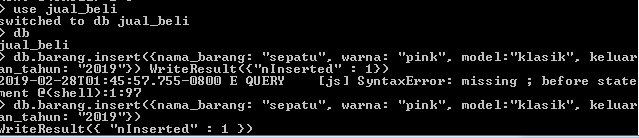 > use jual_beli
switched to db jual_beli
> db
jual_beli
> db.barang.insert({nama_barang: "sepatu", warna: "pink", model:"klasik", keluar
an_tahun: "2019"}) WriteResult({"nInserted" : 1})
2019-02-28T01:45:57.755-0800 E QUERY    [js] SyntaxError: missing ; before state
ment @(shell):1:97
> db.barang.insert({nama_barang: "sepatu", warna: "pink", model:"klasik", keluar
an_tahun: "2019"})
WriteResult({ "nInserted" : 1 })